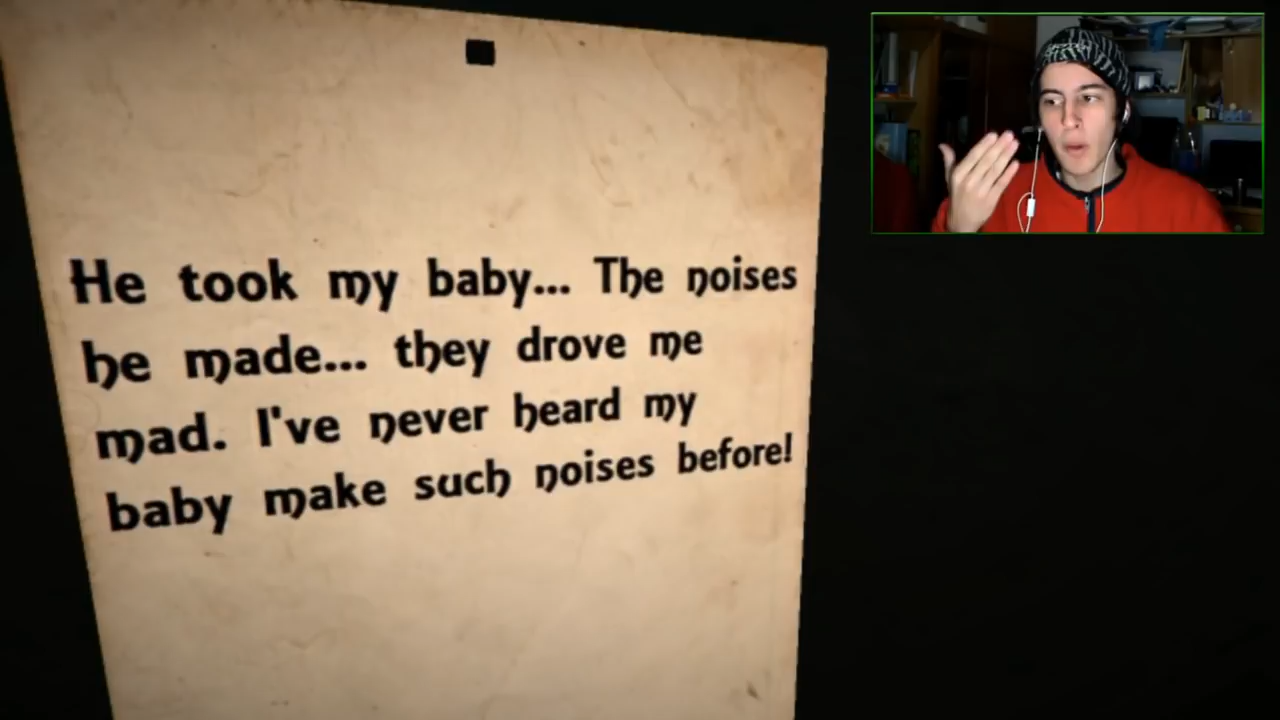 He took my baby... The noises
he made... they drove me
mad. I've never heard my
baby make such noises before!